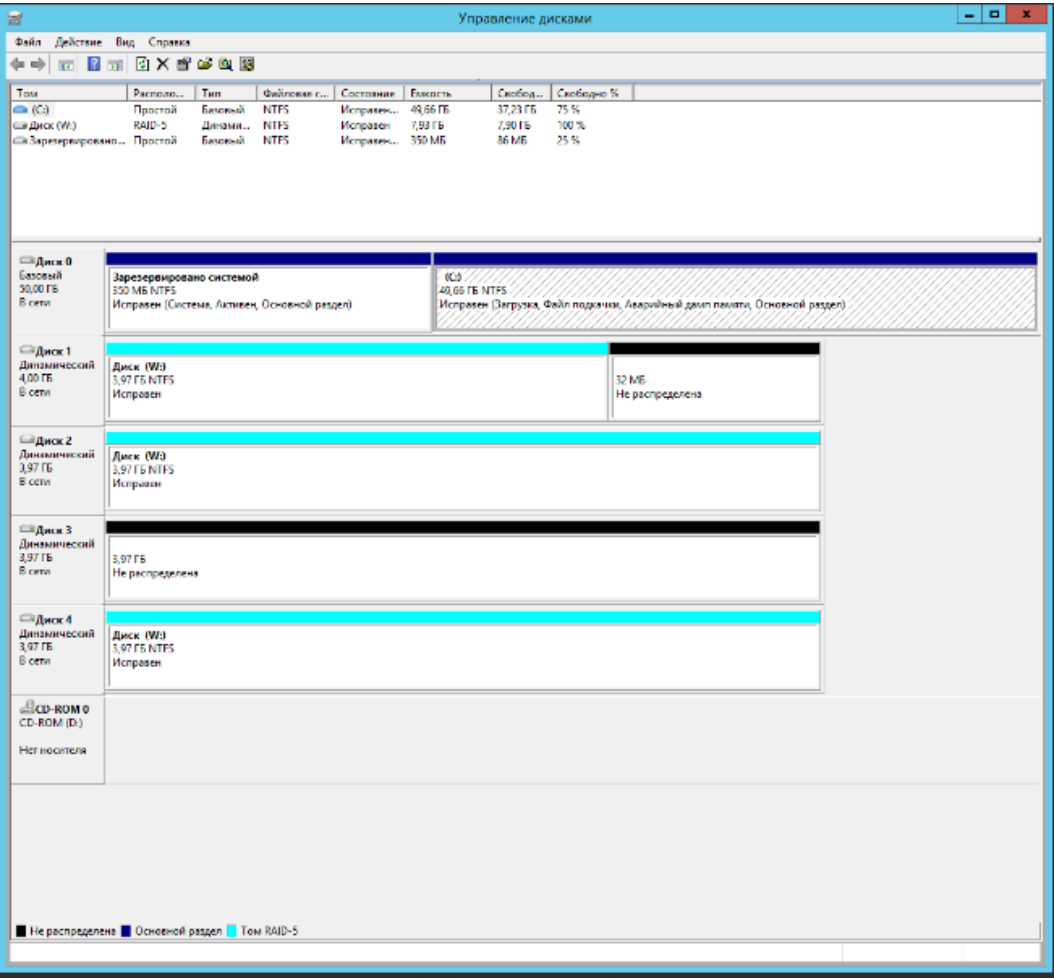 Управление дисками
Файл Действие Вид Справка
Том Располо... Тип Файловая с... Состояние Емкость Свобод... Свободно %
(C:) Простой Базовый NTFS Исправен... 49,66 ГБ 37,23 ГБ 75 %
Диск (W:) RAID-5 Динами... NTFS Исправен 7,93 ГБ 7,90 ГБ 100 %
Зарезервировано... Простой Базовый NTFS Исправен... 350 МБ 86 МБ 25 %
Диск 0
Базовый
50,00 ГБ
В сети
Зарезервировано системой
350 МБ NTFS
Исправен (Система, Активен, Основной раздел)
(C:)
49,66 ГБ NTFS
Исправен (Загрузка, Файл подкачки, Аварийный дамп памяти, Основной раздел)
Диск 1
Динамический
4,00 ГБ
В сети
Диск (W:)
3,97 ГБ NTFS
Исправен
32 МБ
Не распределена
Диск 2
Динамический
3,97 ГБ
В сети
Диск (W:)
3,97 ГБ NTFS
Исправен
Диск 3
Динамический
3,97 ГБ
В сети
3,97 ГБ
Не распределена
Диск 4
Динамический
3,97 ГБ
В сети
Диск (W:)
3,97 ГБ NTFS
Исправен
CD-ROM 0
CD-ROM (D:)
Нет носителя
Не распределена Основной раздел Том RAID-5